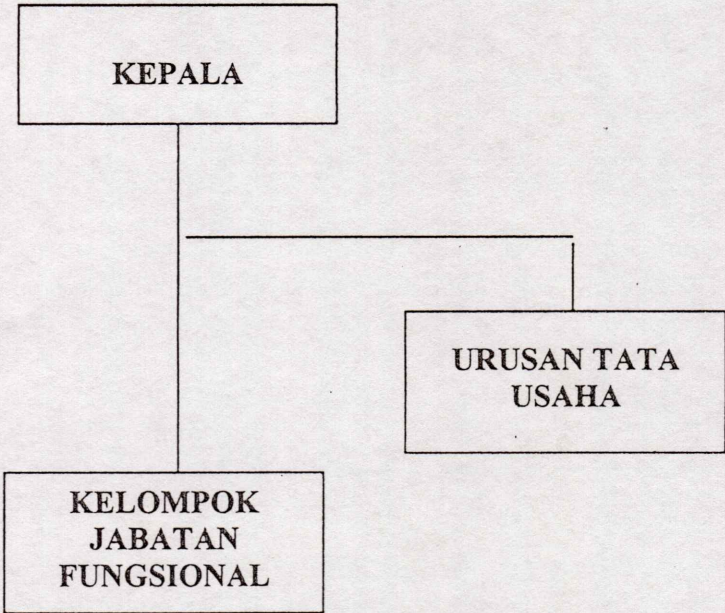 KEPALA
URUSAN TATA
USAHA
KELOMPOK
JABATAN
FUNGSIONAL